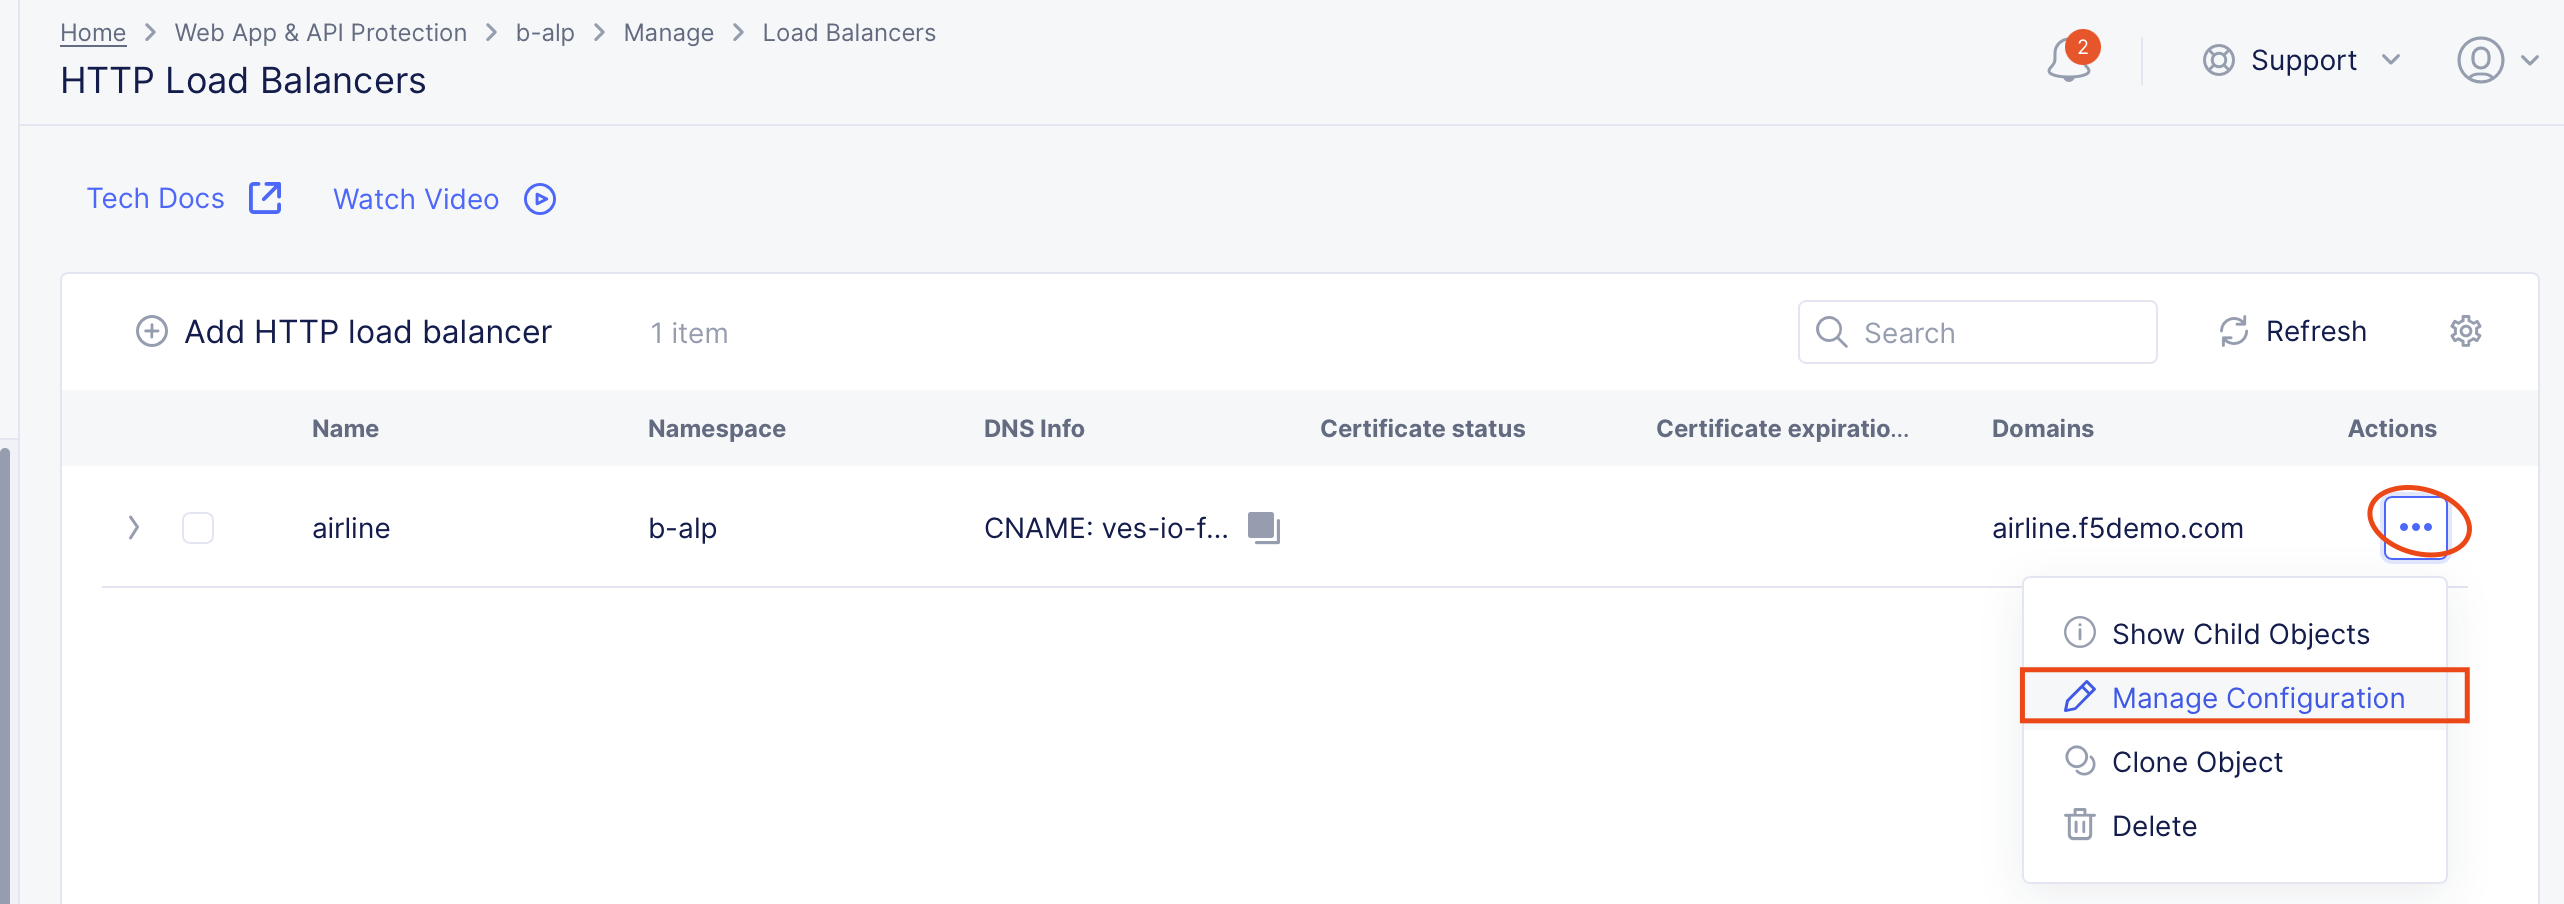 Home > Web App & API Protection > b-alp > Manage > Load Balancers
HTTP Load Balancers
2
Support
Tech Docs
Watch Video
Add HTTP load balancer
1 item
Search
Refresh
Name Namespace DNS Info Certificate status Certificate expiratio... Domains Actions
airline b-alp CNAME: ves-io-f... airline.f5demo.com
Show Child Objects
Manage Configuration
Clone Object
Delete